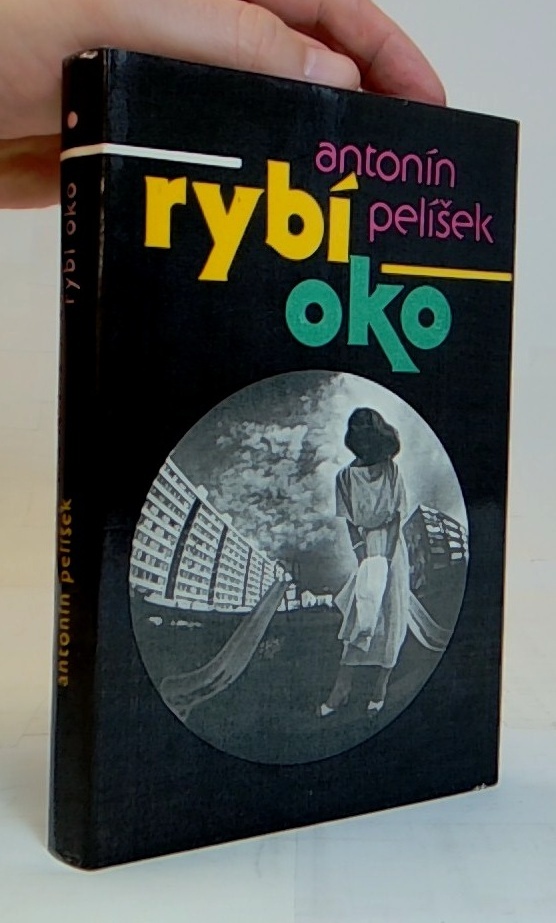 antonín
pelíšek
rybí
oko
rybí oko
antonín pelíšek